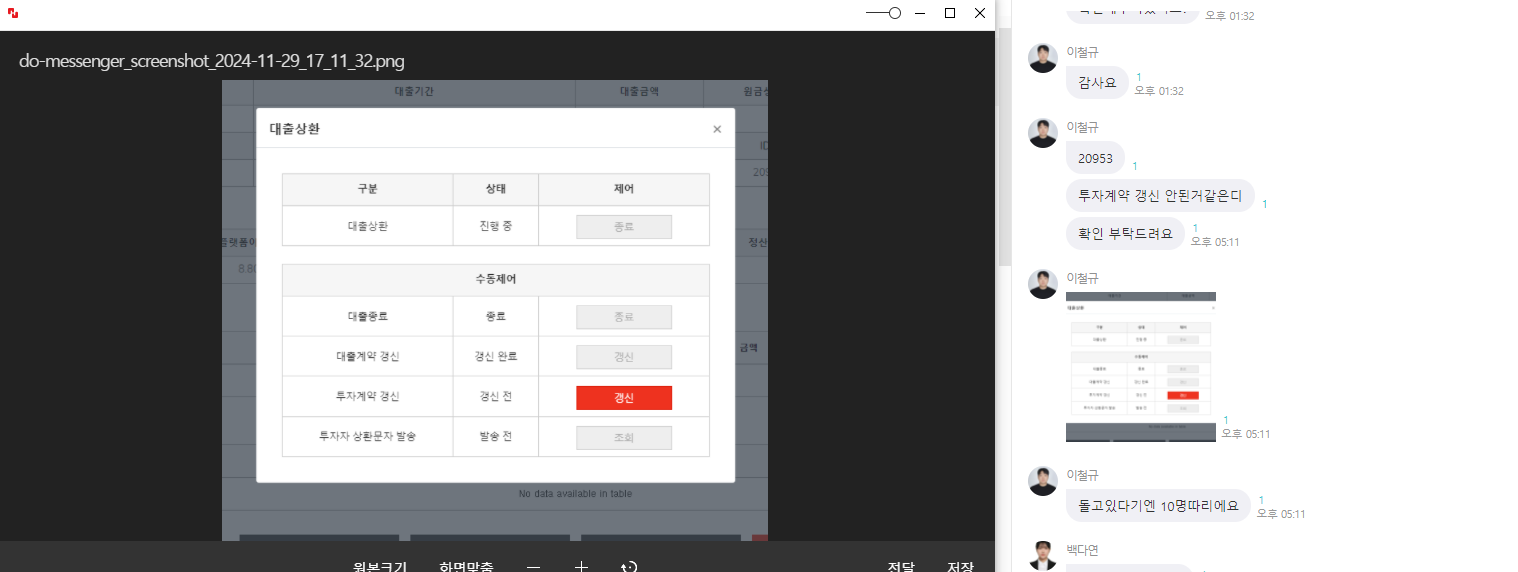 do-messenger_screenshot_2024-11-29_17_11_32.png
대출기간 대출금액
대출상환 ×
구분 상태 제어
대출상환 진행 중 종료
수동제어
대출종료 종료 종료
대출계약 갱신 갱신 완료 갱신
투자계약 갱신 갱신 전 갱신
투자자 상환문자 발송 발송 전 조회
금액
No data available in table
원본크기 화면맞춤 전달 저장
오후 01:32
이철규
감사요 1
오후 01:32
이철규
20953 1
투자계약 갱신 안된거같은디 1
확인 부탁드려요 1
오후 05:11
이철규
1
오후 05:11
이철규
돌고있다기엔 10명따리에요 1
오후 05:11
백다연